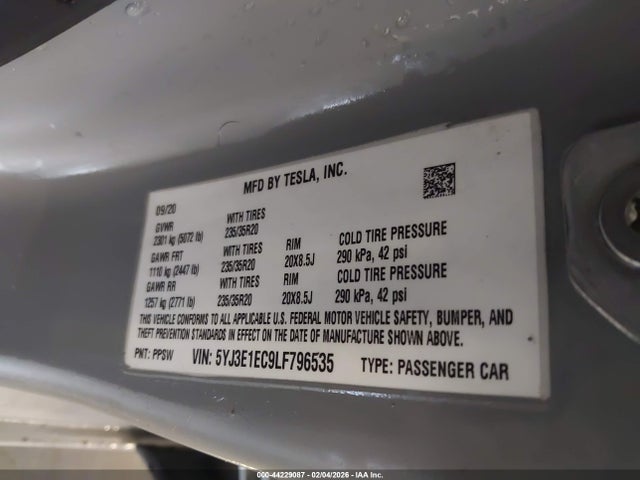 MFD BY TESLA, INC.
09/20
GVWR WITH TIRES
2301 kg (5072 lb) 235/35R20 RIM COLD TIRE PRESSURE
GAWR FRT WITH TIRES 20X8.5J 290 kPa, 42 psi
1110 kg (2447 lb) 235/35R20 RIM COLD TIRE PRESSURE
GAWR RR WITH TIRES 20X8.5J 290 kPa, 42 psi
1257 kg (2771 lb) 235/35R20
THIS VEHICLE CONFORMS TO ALL APPLICABLE U.S. FEDERAL MOTOR VEHICLE SAFETY, BUMPER, AND
THEFT PREVENTION STANDARDS IN EFFECT ON THE DATE OF MANUFACTURE SHOWN ABOVE.
PNT: PPSW VIN: 5YJ3E1EC9LF796535 TYPE: PASSENGER CAR
000-44229087 - 02/04/2026 - © Copyright 2026 IAA, LLC